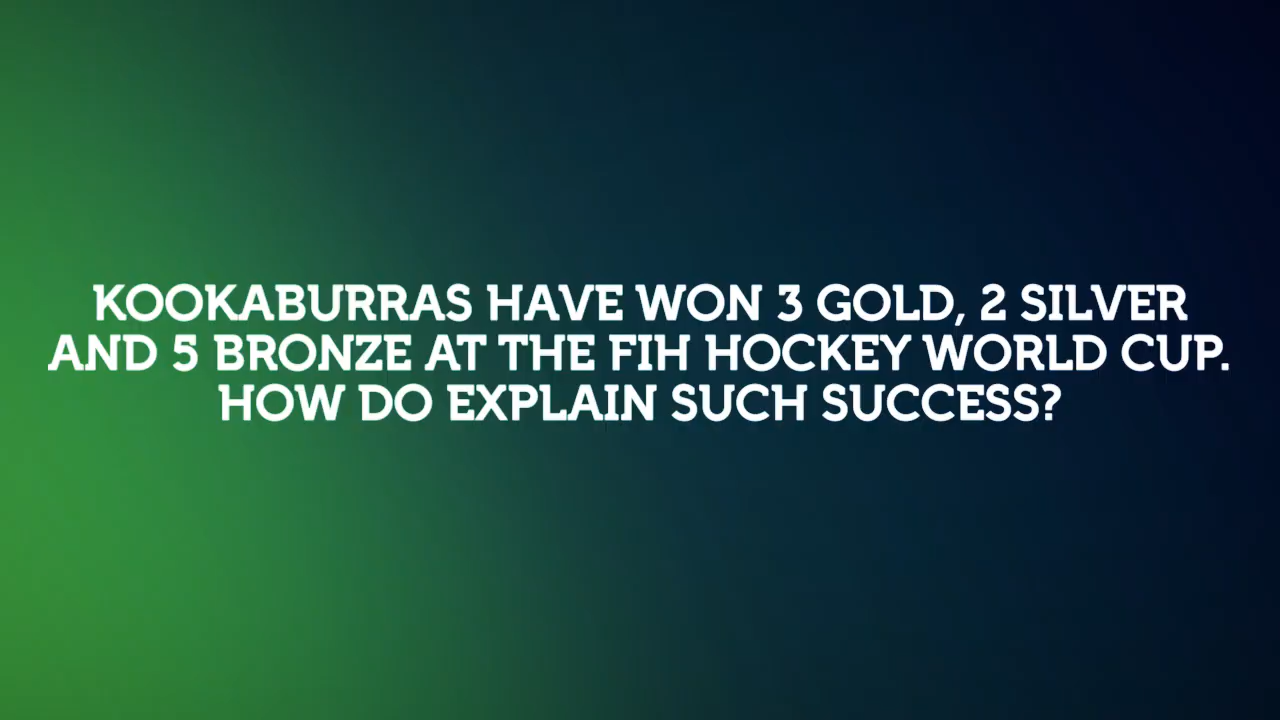 KOOKABURRAS HAVE WON 3 GOLD, 2 SILVER
AND 5 BRONZE AT THE FIH HOCKEY WORLD CUP.
HOW DO EXPLAIN SUCH SUCCESS?